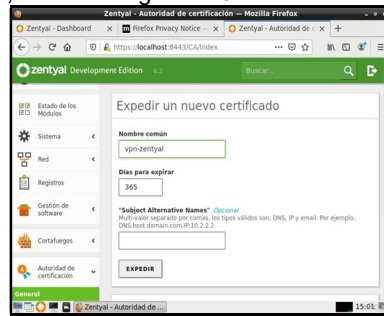 Zentyal - Autoridad de certificación — Mozilla Firefox
Zentyal - Dashboard
Firefox Privacy Notice —
Zentyal - Autoridad de
https://localhost:8443/CA/Index
zentyal Development Edition 6.2
Buscar...
Estado de los Módulos
Sistema
Red
Registros
Gestión de software
Cortafuegos
Autoridad de certificación
General
Expedir un nuevo certificado
Nombre común
vpn-zentyal
Días para expirar
365
"Subject Alternative Names" Opcional
Multi-valor separado por comas, los tipos válidos son: DNS, IP y email. Por ejemplo,
DNS:host.domain.com,IP:10.2.2.2
EXPEDIR
Zentyal - Autoridad de ...
15:01